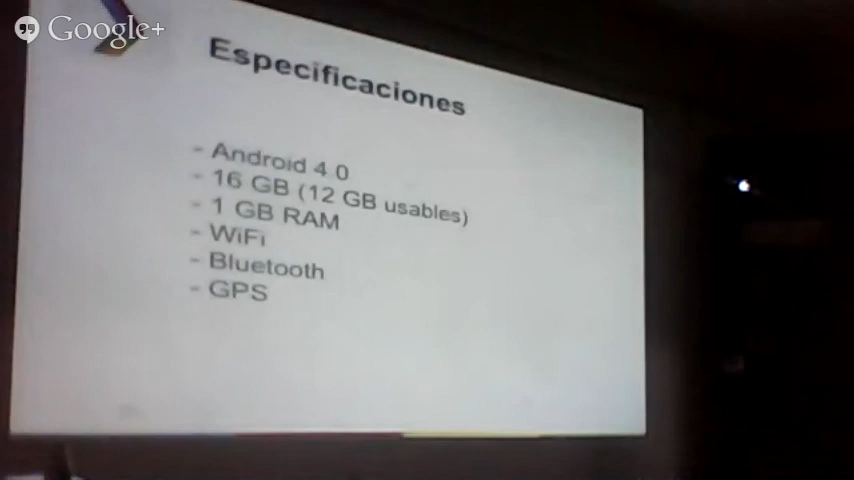 Google+
Especificaciones
- Android 4.0
- 16 GB (12 GB usables)
- 1 GB RAM
- WiFi
- Bluetooth
- GPS